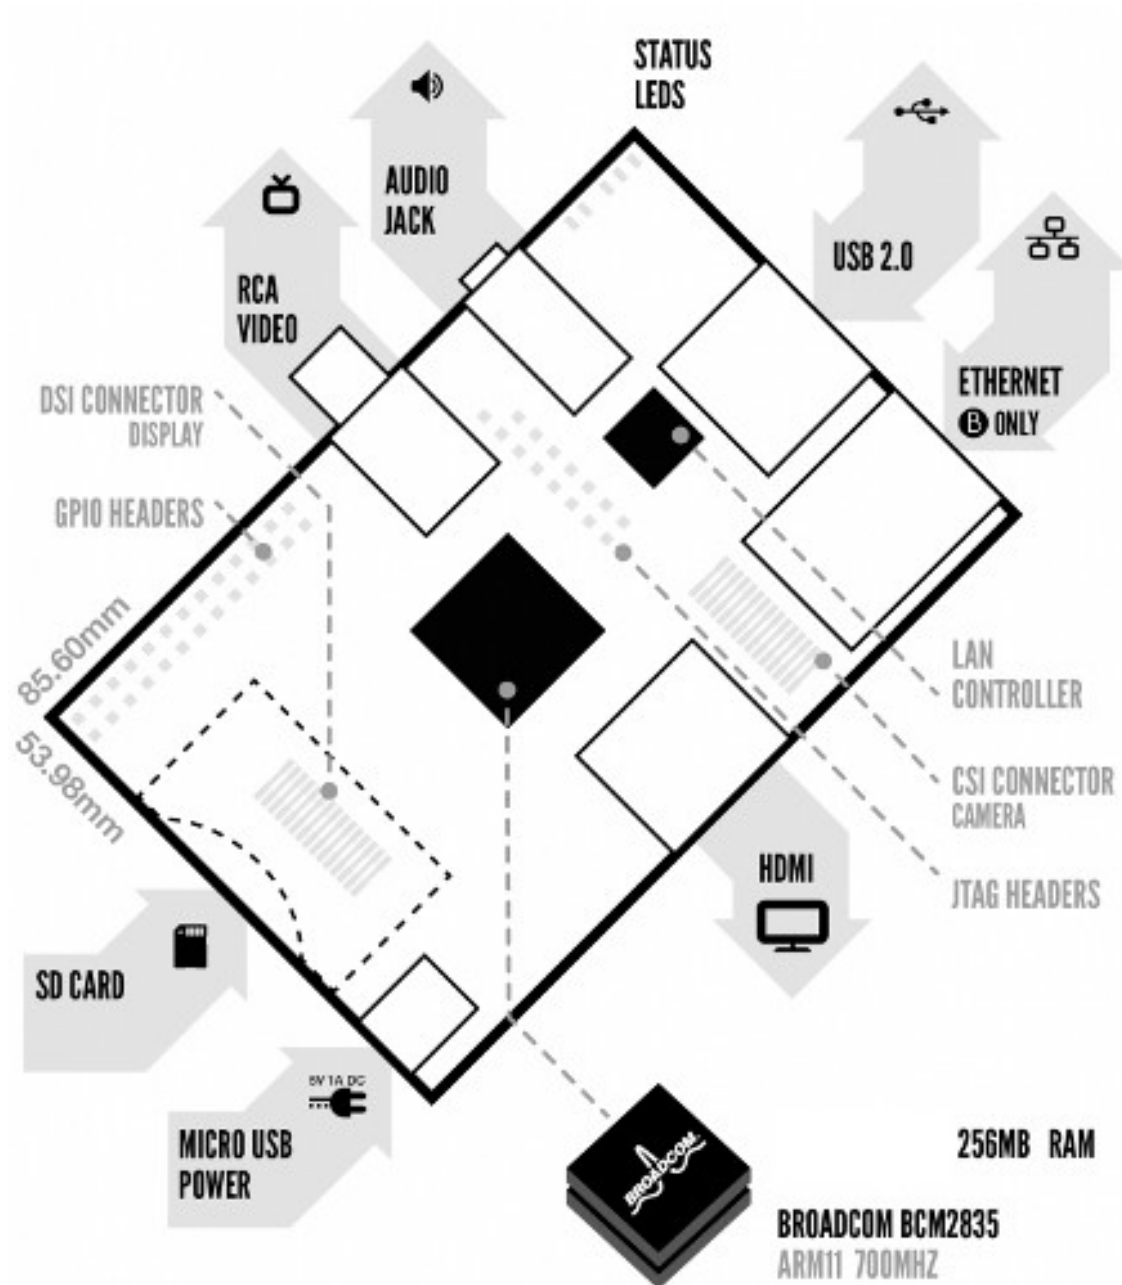 STATUS
LEDS
AUDIO
JACK
USB 2.0
RCA
VIDEO
ETHERNET
B ONLY
DSI CONNECTOR
DISPLAY
GPIO HEADERS
85.60mm
53.98mm
LAN
CONTROLLER
CSI CONNECTOR
CAMERA
JTAG HEADERS
HDMI
SD CARD
5V 1A DC
MICRO USB
POWER
BROADCOM
256MB RAM
BROADCOM BCM2835
ARM11 700MHZ